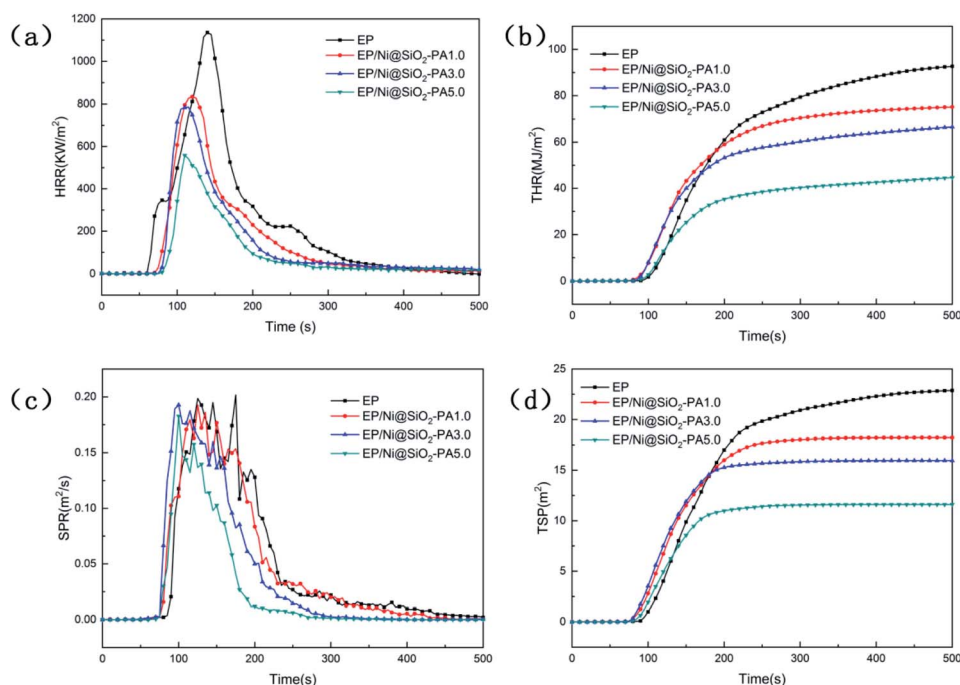 (a)
HRR(KW/m²)
1200
1000
800
600
400
200
0
EP
EP/Ni@SiO₂-PA1.0
EP/Ni@SiO₂-PA3.0
EP/Ni@SiO₂-PA5.0
0 100 200 300 400 500
Time (s)
(b)
THR(MJ/m²)
100
80
60
40
20
0
EP
EP/Ni@SiO₂-PA1.0
EP/Ni@SiO₂-PA3.0
EP/Ni@SiO₂-PA5.0
0 100 200 300 400 500
Time(s)
(c)
SPR(m²/s)
0.20
0.15
0.10
0.05
0.00
EP
EP/Ni@SiO₂-PA1.0
EP/Ni@SiO₂-PA3.0
EP/Ni@SiO₂-PA5.0
0 100 200 300 400 500
Time(s)
(d)
TSP(m²)
25
20
15
10
5
0
EP
EP/Ni@SiO₂-PA1.0
EP/Ni@SiO₂-PA3.0
EP/Ni@SiO₂-PA5.0
0 100 200 300 400 500
Time(s)